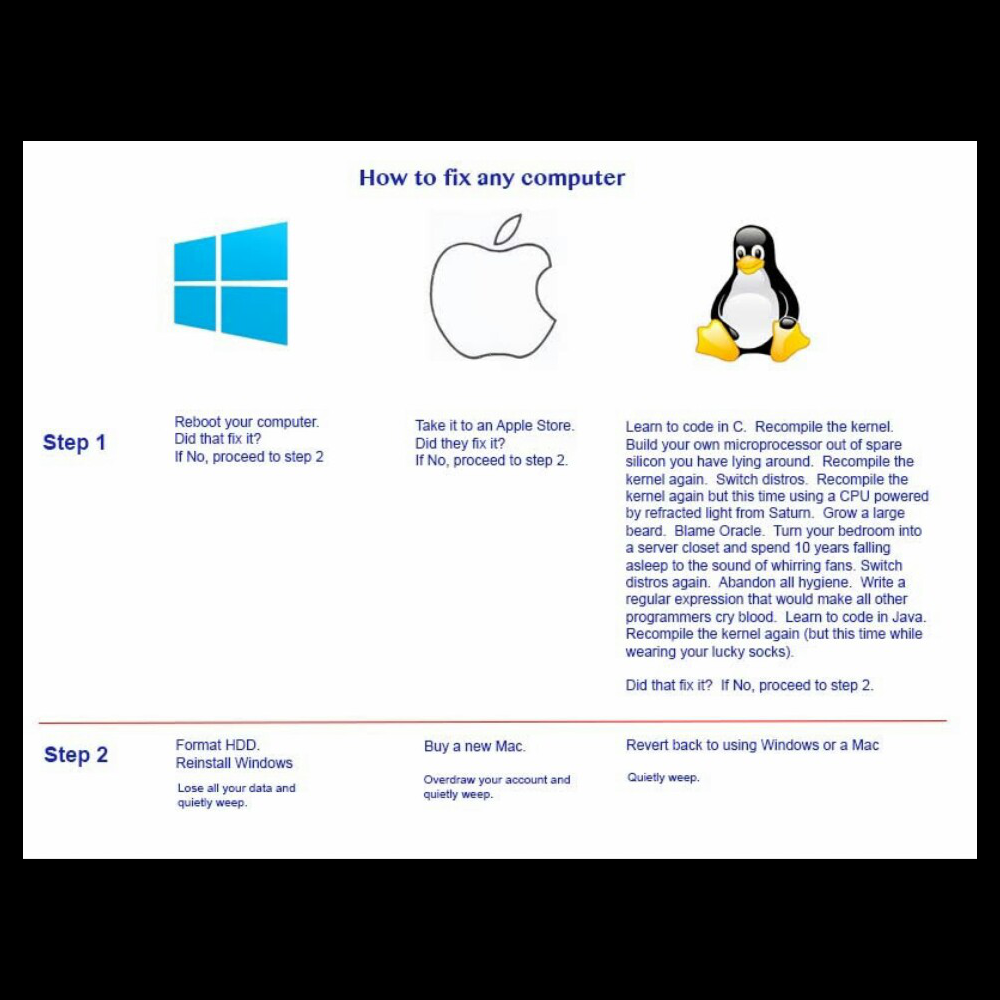 How to fix any computer
Step 1
Reboot your computer.
Did that fix it?
If No, proceed to step 2
Take it to an Apple Store.
Did they fix it?
If No, proceed to step 2.
Learn to code in C.  Recompile the kernel.
Build your own microprocessor out of spare
silicon you have lying around.  Recompile the
kernel again.  Switch distros.  Recompile the
kernel again but this time using a CPU powered
by refracted light from Saturn.  Grow a large
beard.  Blame Oracle.  Turn your bedroom into
a server closet and spend 10 years falling
asleep to the sound of whirring fans. Switch
distros again.  Abandon all hygiene.  Write a
regular expression that would make all other
programmers cry blood.  Learn to code in Java.
Recompile the kernel again (but this time while
wearing your lucky socks).
Did that fix it?  If No, proceed to step 2.
Step 2
Format HDD.
Reinstall Windows
Lose all your data and
quietly weep.
Buy a new Mac.
Overdraw your account and
quietly weep.
Revert back to using Windows or a Mac
Quietly weep.